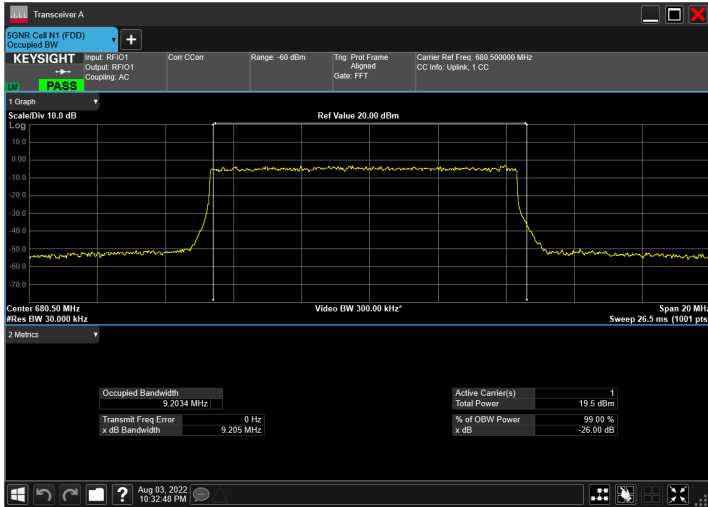 Transceiver A
5GNR Cell N1 (FDD)
Occupied BW
KEYSIGHT
LXI
PASS
Input: RFIO1
Output: RFIO1
Coupling: AC
Corr CCorr
Range: -60 dBm
Trig: Prot Frame
Aligned
Gate: FFT
Carrier Ref Freq: 680.500000 MHz
CC Info: Uplink, 1 CC
1 Graph
Scale/Div 10.0 dB
Ref Value 20.00 dBm
Log
10.0
0.00
-10.0
-20.0
-30.0
-40.0
-50.0
-60.0
-70.0
Center 680.50 MHz
Video BW 300.00 kHz*
Span 20 MHz
#Res BW 30.000 kHz
Sweep 26.5 ms (1001 pts
2 Metrics
Occupied Bandwidth
9.2034 MHz
Transmit Freq Error 0 Hz
x dB Bandwidth 9.205 MHz
Active Carrier(s) 1
Total Power 19.5 dBm
% of OBW Power 99.00 %
x dB -26.00 dB
?
Aug 03, 2022
10:32:48 PM